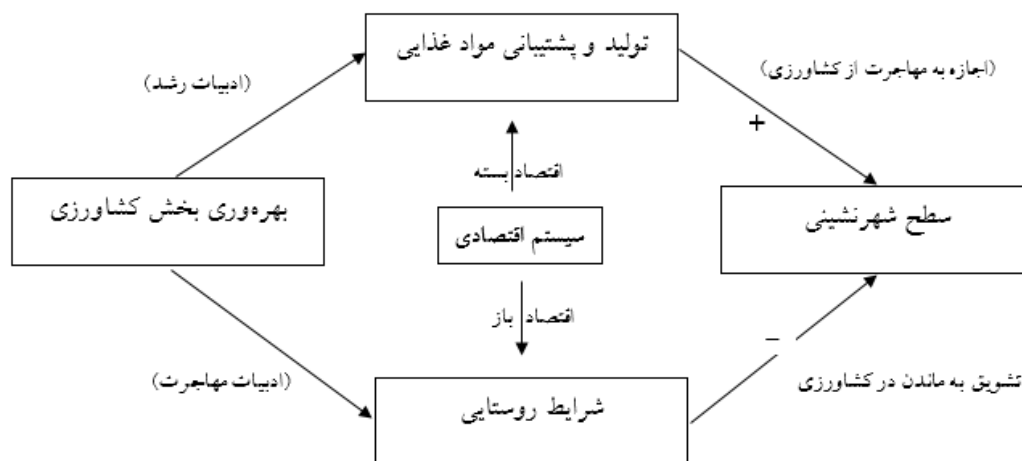 تولید و پشتیبانی مواد غذایی
(ادبیات رشد)
(اجازه به مهاجرت از کشاورزی)
+
اقتصاد بسته
بهره‌وری بخش کشاورزی
سیستم اقتصادی
سطح شهرنشینی
اقتصاد باز
−
(ادبیات مهاجرت)
تشویق به ماندن در کشاورزی
شرایط روستایی